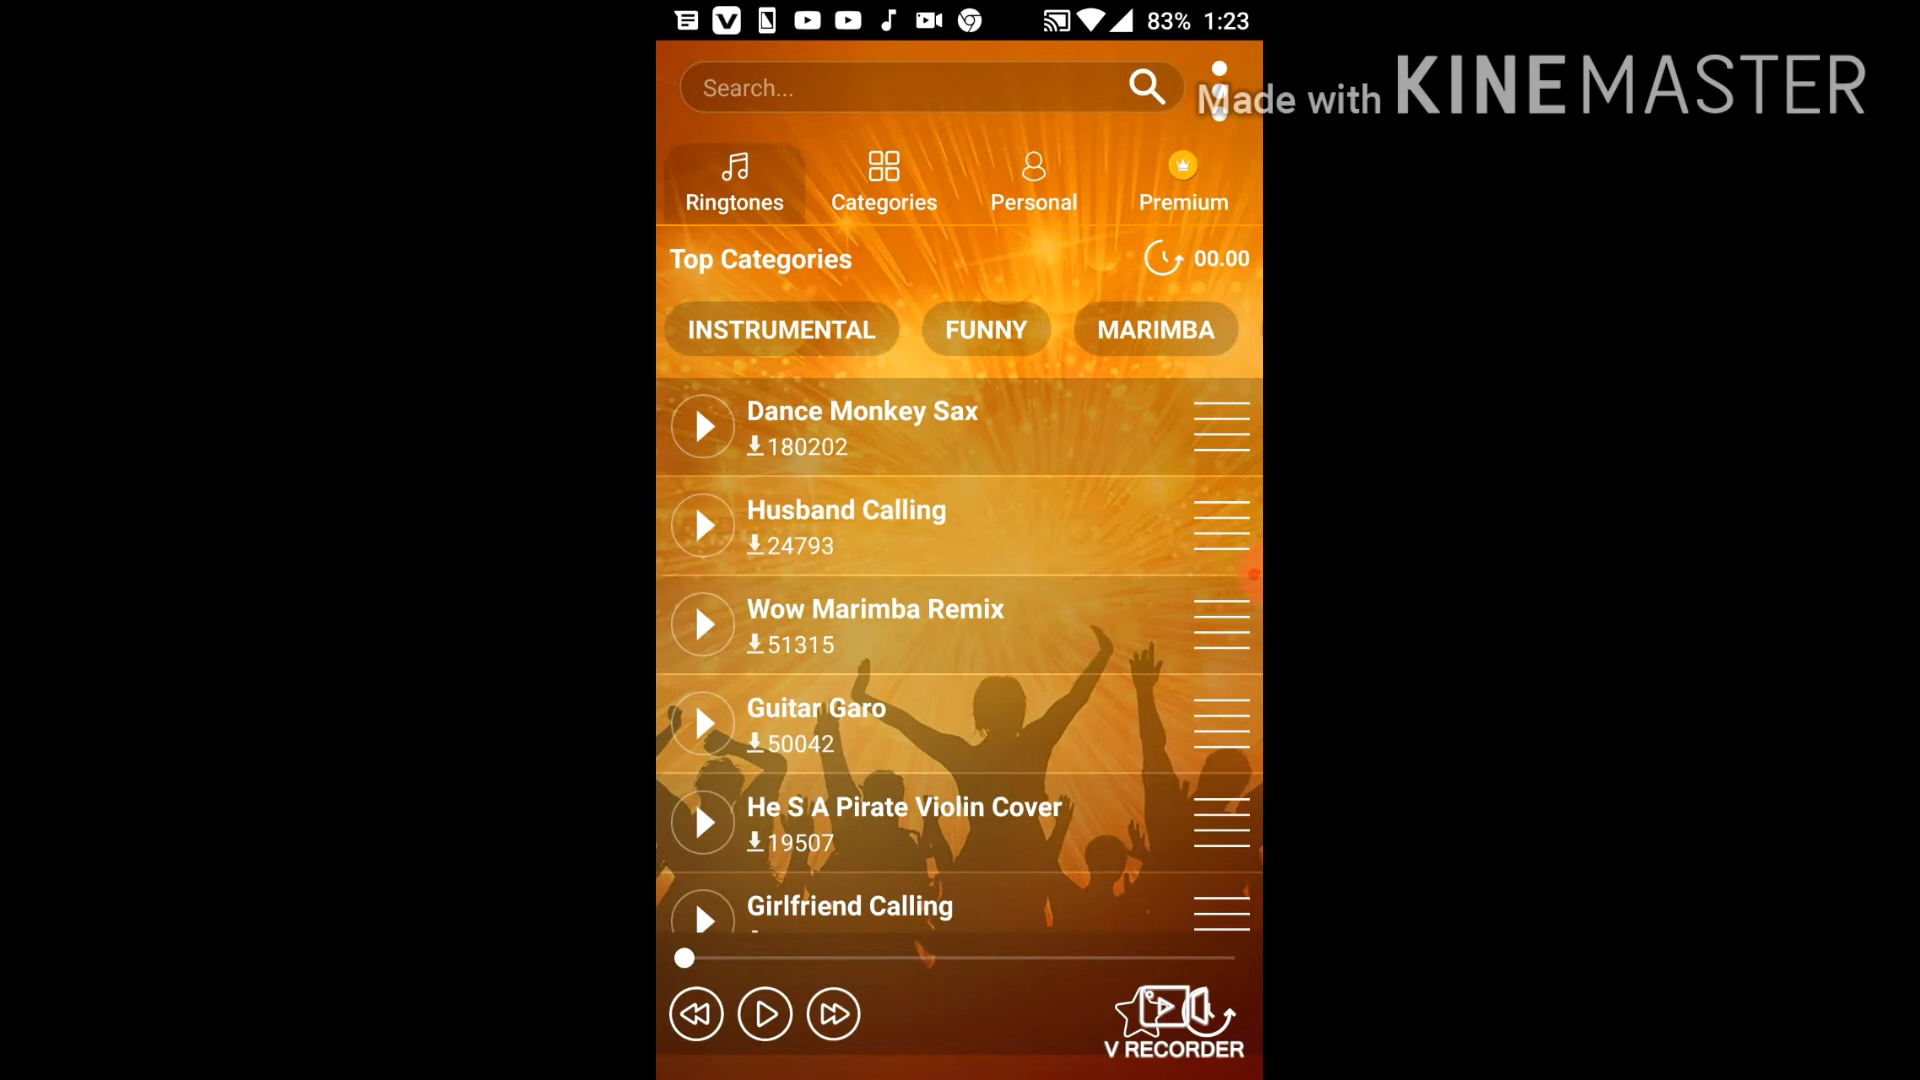 83% 1:23
Search...
Made with KINEMASTER
Ringtones Categories Personal Premium
Top Categories 00.00
INSTRUMENTAL FUNNY MARIMBA
Dance Monkey Sax
180202
Husband Calling
24793
Wow Marimba Remix
51315
Guitar Garo
50042
He S A Pirate Violin Cover
19507
Girlfriend Calling
V RECORDER